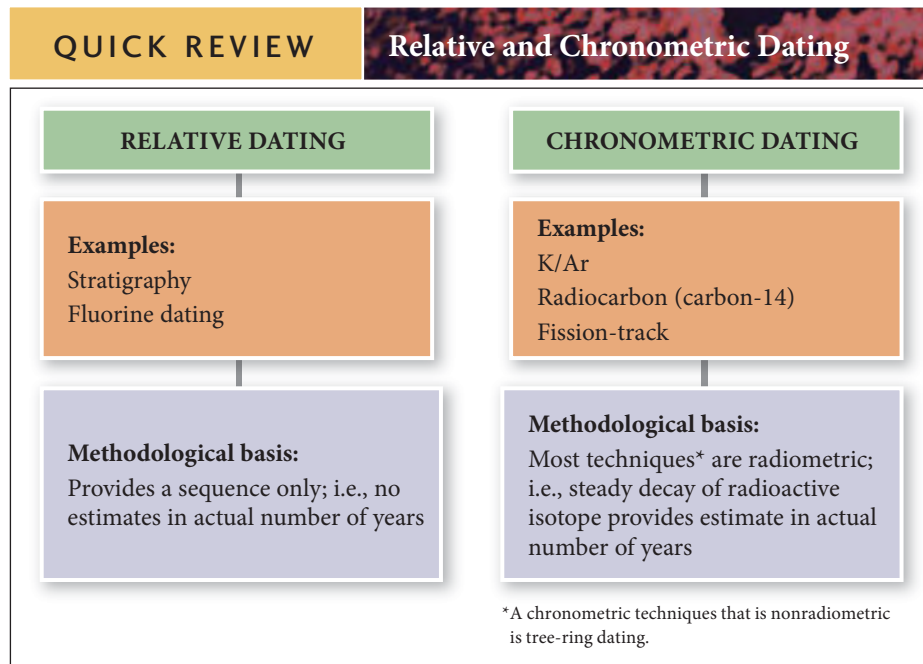 QUICK REVIEW
Relative and Chronometric Dating
RELATIVE DATING
Examples:
Stratigraphy
Fluorine dating
Methodological basis:
Provides a sequence only; i.e., no
estimates in actual number of years
CHRONOMETRIC DATING
Examples:
K/Ar
Radiocarbon (carbon-14)
Fission-track
Methodological basis:
Most techniques* are radiometric;
i.e., steady decay of radioactive
isotope provides estimate in actual
number of years
*A chronometric techniques that is nonradiometric
is tree-ring dating.